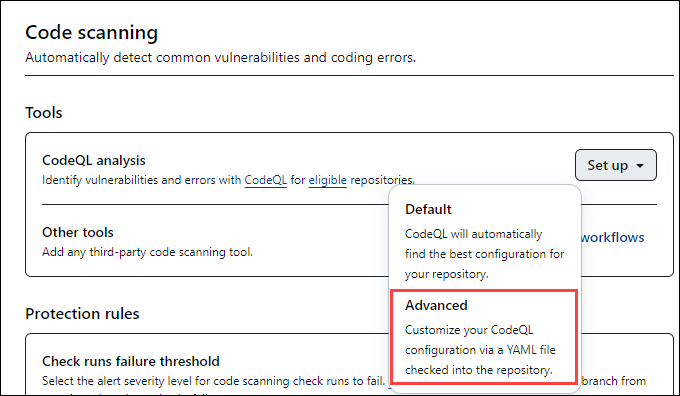 Code scanning
Automatically detect common vulnerabilities and coding errors.
Tools
CodeQL analysis
Set up
Identify vulnerabilities and errors with CodeQL for eligible repositories.
Default
CodeQL will automatically
find the best configuration for
your repository.
Other tools
workflows
Add any third-party code scanning tool.
Advanced
Customize your CodeQL
configuration via a YAML file
checked into the repository.
Protection rules
Check runs failure threshold
Select the alert severity level for code scanning check runs to fail.
branch from